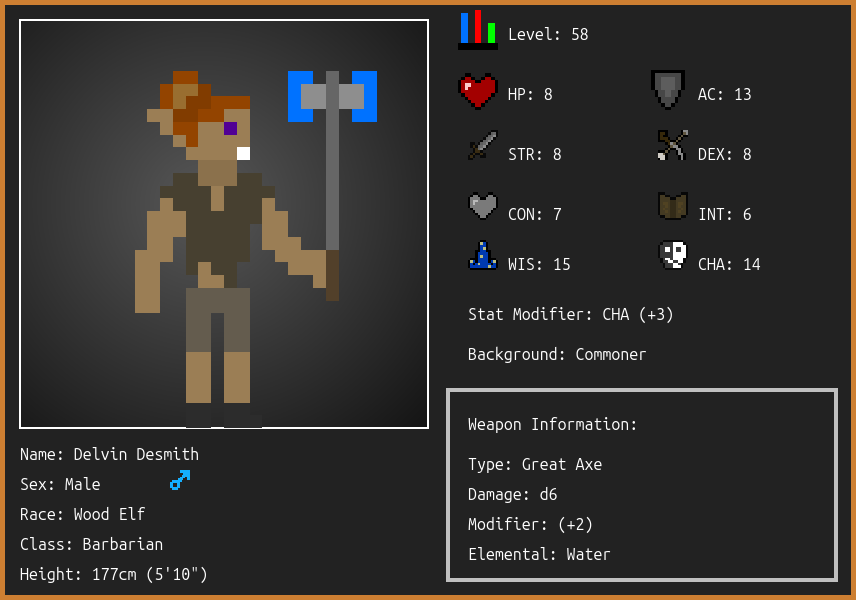 Level: 58
HP: 8
AC: 13
STR: 8
DEX: 8
CON: 7
INT: 6
WIS: 15
CHA: 14
Stat Modifier: CHA (+3)
Background: Commoner
Weapon Information:
Type: Great Axe
Damage: d6
Modifier: (+2)
Elemental: Water
Name: Delvin Desmith
Sex: Male
Race: Wood Elf
Class: Barbarian
Height: 177cm (5'10")